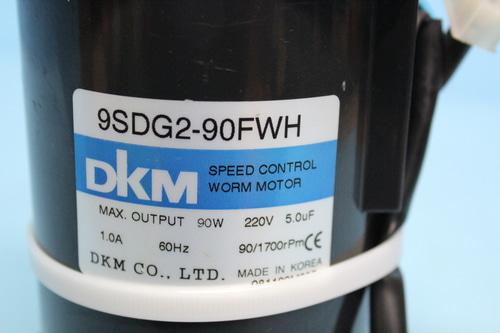 9SDG2-90FWH
DKM SPEED CONTROL
WORM MOTOR
MAX. OUTPUT 90W 220V 5.0uF
1.0A 60Hz 90/1700rPm CE
DKM CO., LTD. MADE IN KOREA